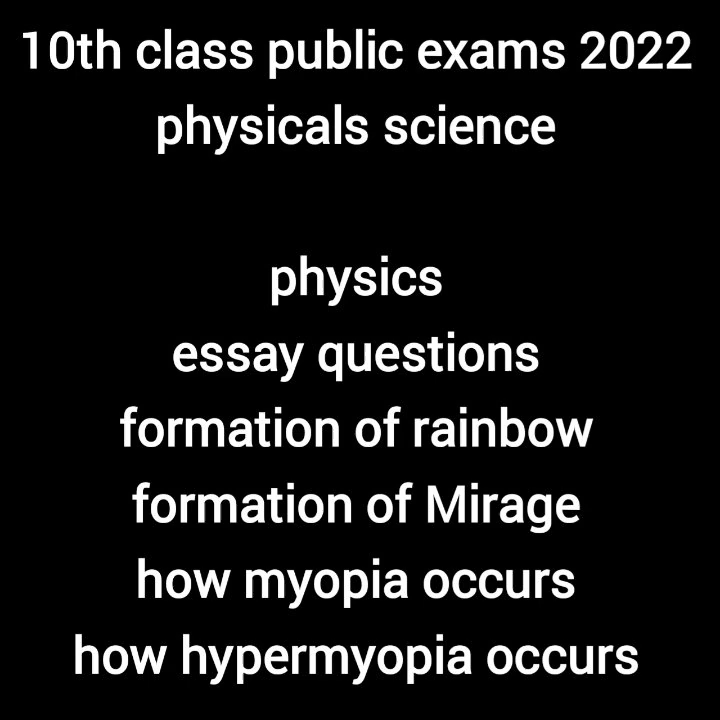 10th class public exams 2022
physicals science
physics
essay questions
formation of rainbow
formation of Mirage
how myopia occurs
how hypermyopia occurs